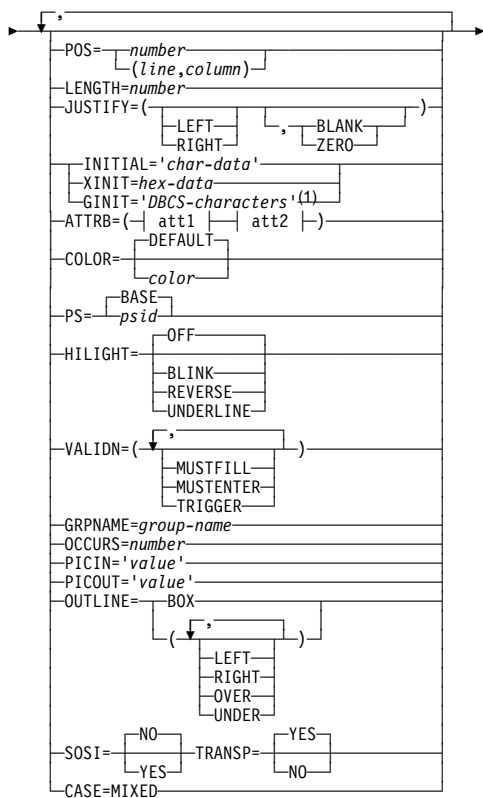 ,
POS= number
(line,column)
LENGTH=number
JUSTIFY=( LEFT , BLANK )
RIGHT ZERO
INITIAL='char-data'
XINIT=hex-data
GINIT='DBCS-characters'(1)
ATTRB=( att1 att2 )
DEFAULT
COLOR=
color
BASE
PS= psid
OFF
HILIGHT=
BLINK
REVERSE
UNDERLINE
,
VALIDN=( )
MUSTFILL
MUSTENTER
TRIGGER
GRPNAME=group-name
OCCURS=number
PICIN='value'
PICOUT='value'
OUTLINE= BOX
,
( )
LEFT
RIGHT
OVER
UNDER
NO YES
SOSI= TRANSP=
YES NO
CASE=MIXED